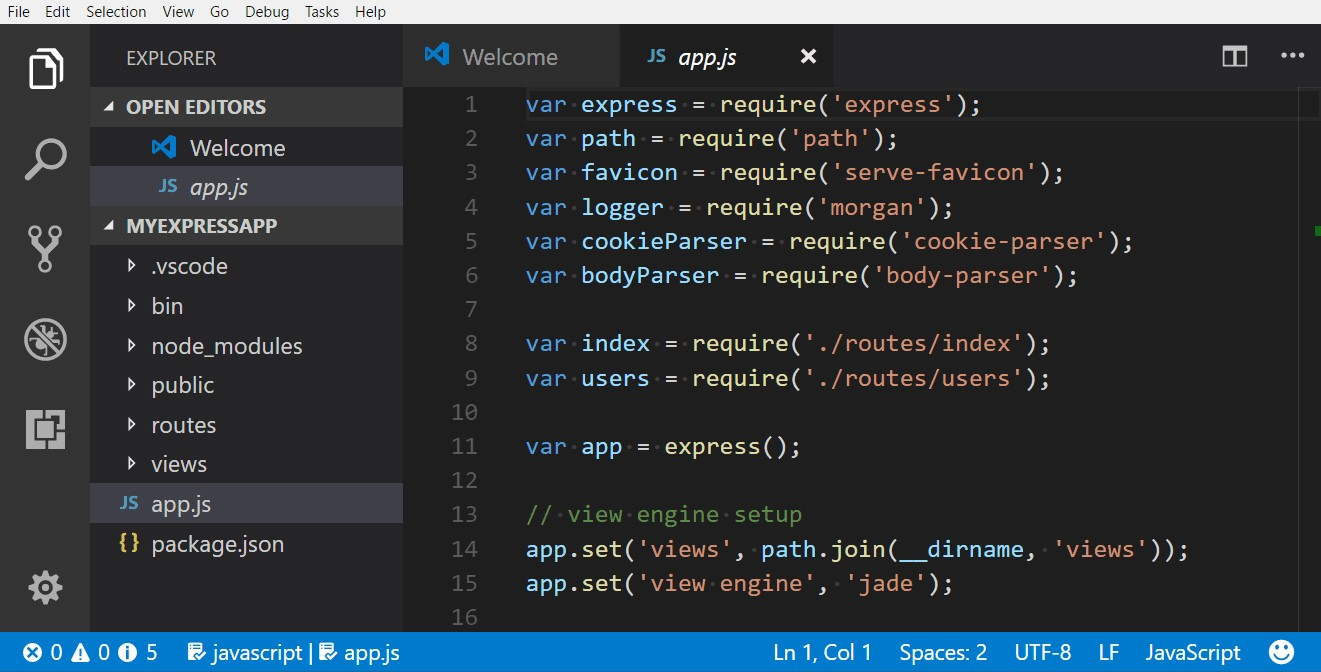 File Edit Selection View Go Debug Tasks Help
EXPLORER
OPEN EDITORS
Welcome
JS app.js
MYEXPRESSAPP
.vscode
bin
node_modules
public
routes
views
JS app.js
{} package.json
Welcome JS app.js
1 var express = require('express');
2 var path = require('path');
3 var favicon = require('serve-favicon');
4 var logger = require('morgan');
5 var cookieParser = require('cookie-parser');
6 var bodyParser = require('body-parser');
7
8 var index = require('./routes/index');
9 var users = require('./routes/users');
10
11 var app = express();
12
13 // view engine setup
14 app.set('views', path.join(__dirname, 'views'));
15 app.set('view engine', 'jade');
16
0 0 5 javascript | app.js Ln 1, Col 1 Spaces: 2 UTF-8 LF JavaScript